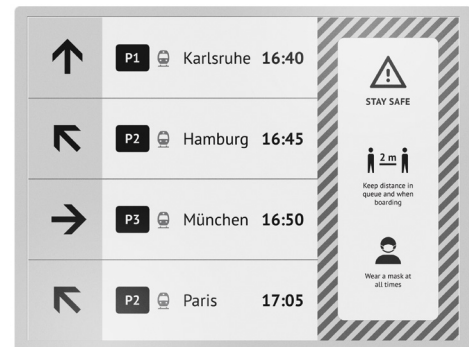 P1 Karlsruhe 16:40
P2 Hamburg 16:45
P3 München 16:50
P2 Paris 17:05
STAY SAFE
2 m
Keep distance in
queue and when
boarding
Wear a mask at
all times